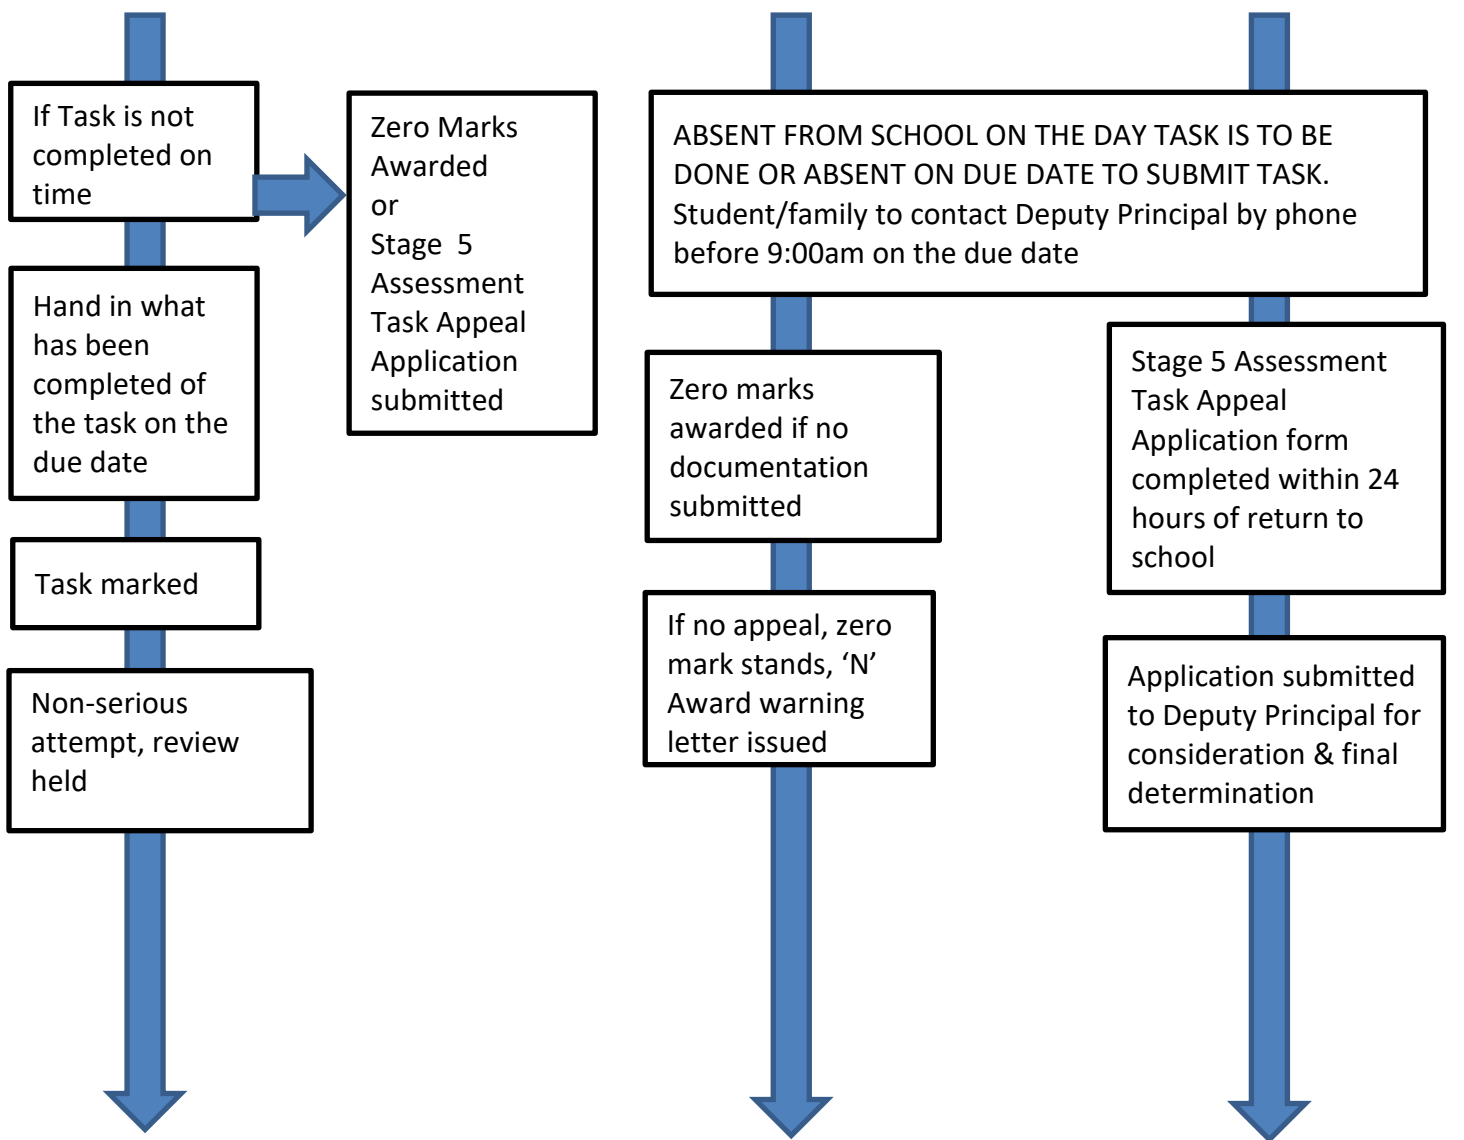 If Task is not
completed on
time
Zero Marks
Awarded
or
Stage  5
Assessment
Task Appeal
Application
submitted
Hand in what
has been
completed of
the task on the
due date
Task marked
Non-serious
attempt, review
held
ABSENT FROM SCHOOL ON THE DAY TASK IS TO BE
DONE OR ABSENT ON DUE DATE TO SUBMIT TASK.
Student/family to contact Deputy Principal by phone
before 9:00am on the due date
Zero marks
awarded if no
documentation
submitted
If no appeal, zero
mark stands, ‘N’
Award warning
letter issued
Stage 5 Assessment
Task Appeal
Application form
completed within 24
hours of return to
school
Application submitted
to Deputy Principal for
consideration & final
determination